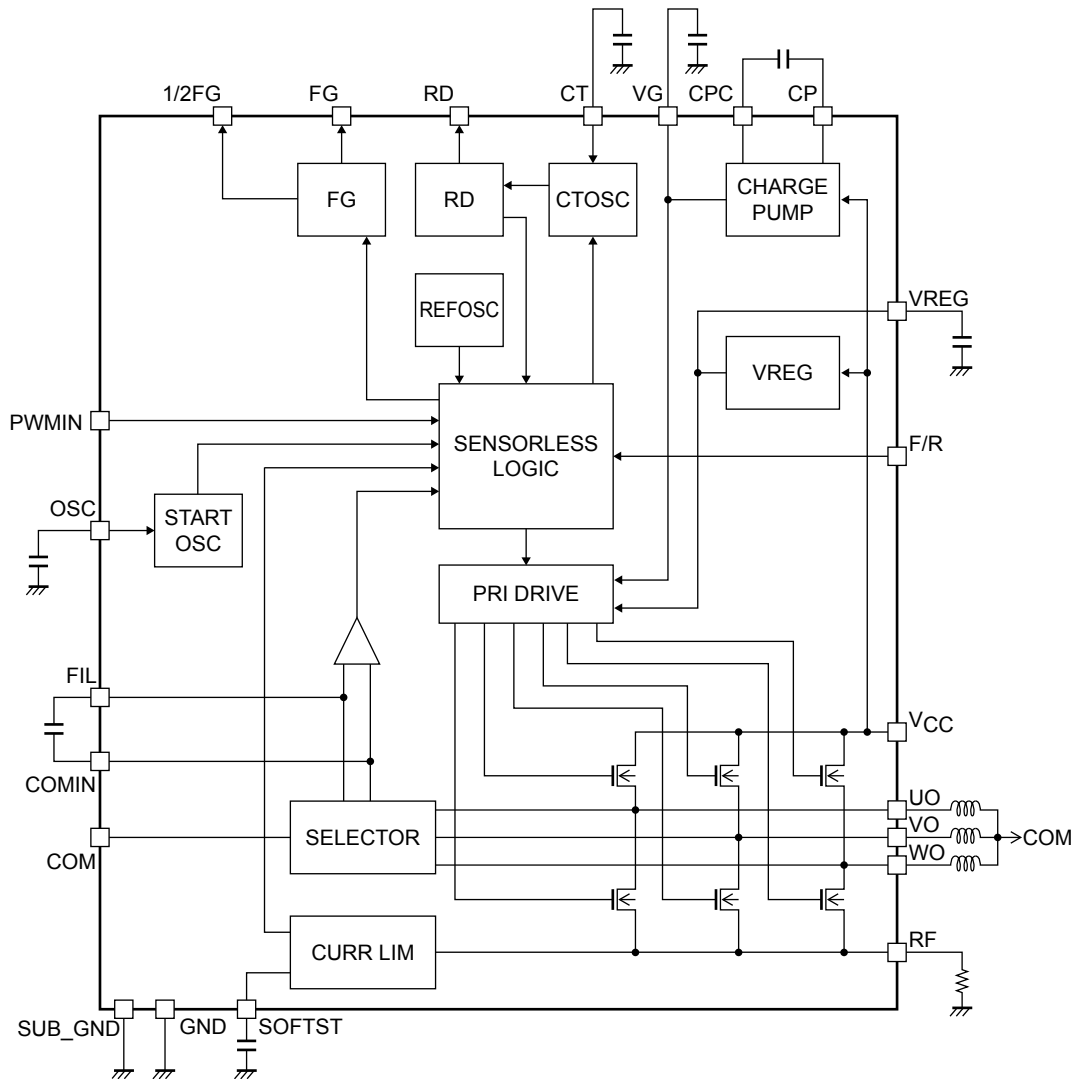 1/2FG
FG
RD
CT
VG
CPC
CP
FG
RD
CTOSC
CHARGE
PUMP
REFOSC
VREG
VREG
PWMIN
SENSORLESS
LOGIC
F/R
OSC
START
OSC
PRI DRIVE
FIL
VCC
COMIN
UO
SELECTOR
VO
COM
COM
WO
CURR LIM
RF
SUB_GND
GND
SOFTST